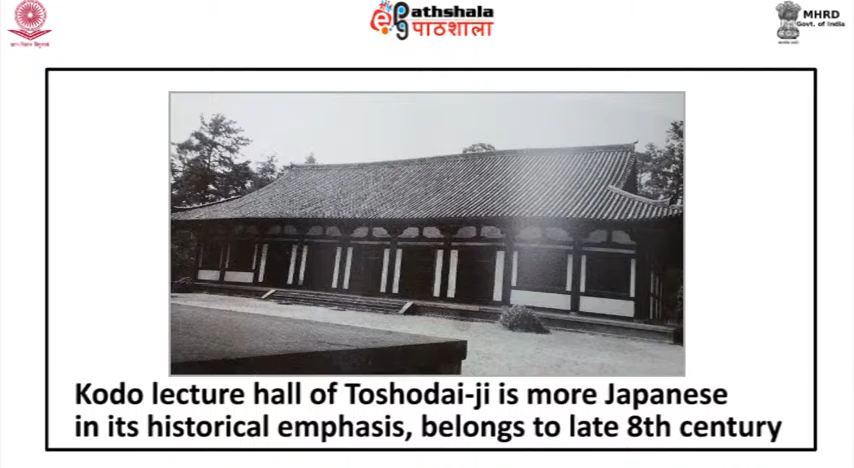 Pathshala
पाठशाला
MHRD
Govt. of India
Kodo lecture hall of Toshodai-ji is more Japanese
in its historical emphasis, belongs to late 8th century